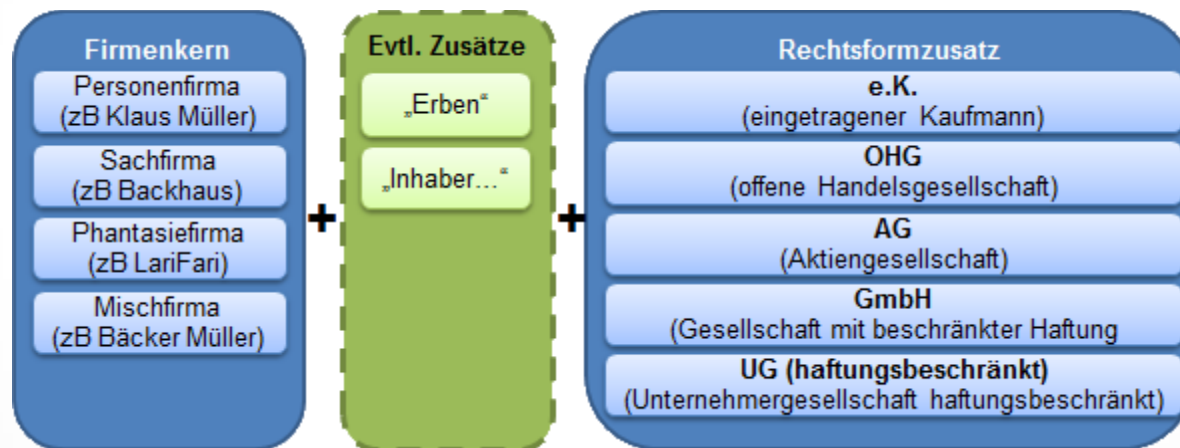 Firmenkern
Personenfirma
(zB Klaus Müller)
Sachfirma
(zB Backhaus)
Phantasiefirma
(zB LariFari)
Mischfirma
(zB Bäcker Müller)
+
Evtl. Zusätze
„Erben“
„Inhaber...“
+
Rechtsformzusatz
e.K.
(eingetragener Kaufmann)
OHG
(offene Handelsgesellschaft)
AG
(Aktiengesellschaft)
GmbH
(Gesellschaft mit beschränkter Haftung
UG (haftungsbeschränkt)
(Unternehmergesellschaft haftungsbeschränkt)